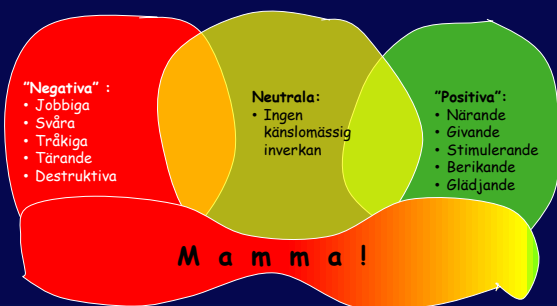 "Negativa" :
• Jobbiga
• Svåra
• Tråkiga
• Tärande
• Destruktiva
Neutrala:
• Ingen
känslomässig
inverkan
"Positiva":
• Närande
• Givande
• Stimulerande
• Berikande
• Glädjande
M a m m a !